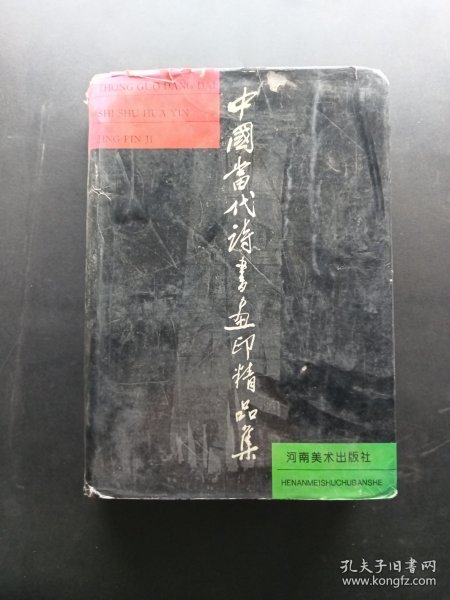 ZHONG GUO DANG DAI
SHI SHU HUA YIN
JING PIN JI
中國當代詩書画印精品集
河南美术出版社
HENANMEISHUCHUBANSHE
孔夫子旧书网
www.kongfz.com